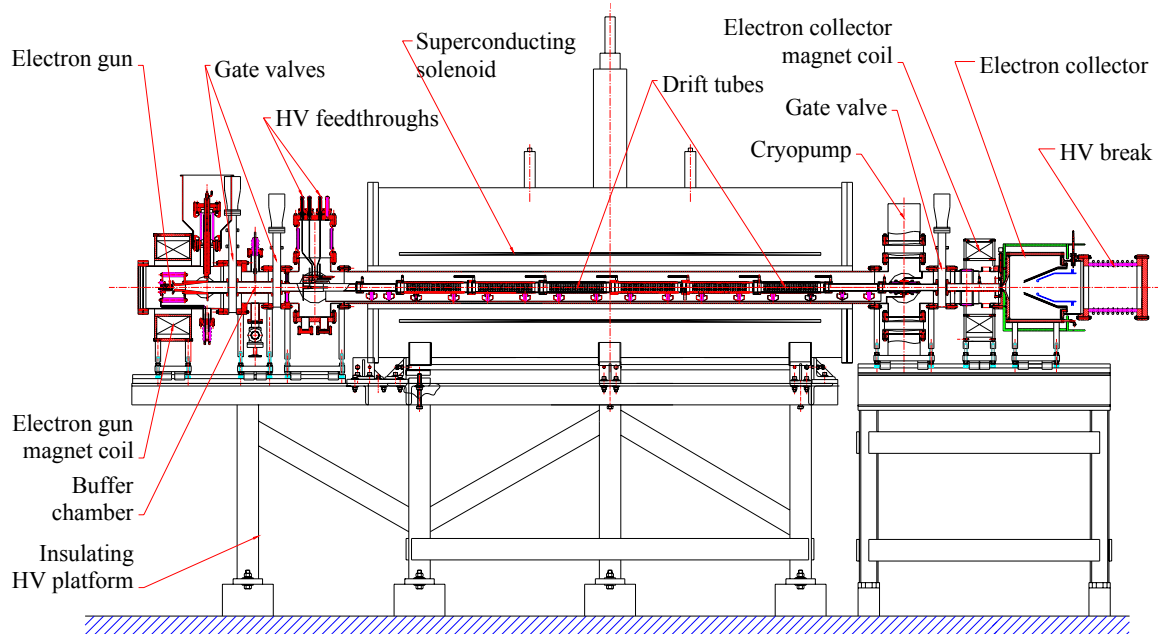 Electron gun
Gate valves
HV feedthroughs
Superconducting
solenoid
Drift tubes
Electron collector
magnet coil
Gate valve
Cryopump
Electron collector
HV break
Electron gun
magnet coil
Buffer
chamber
Insulating
HV platform